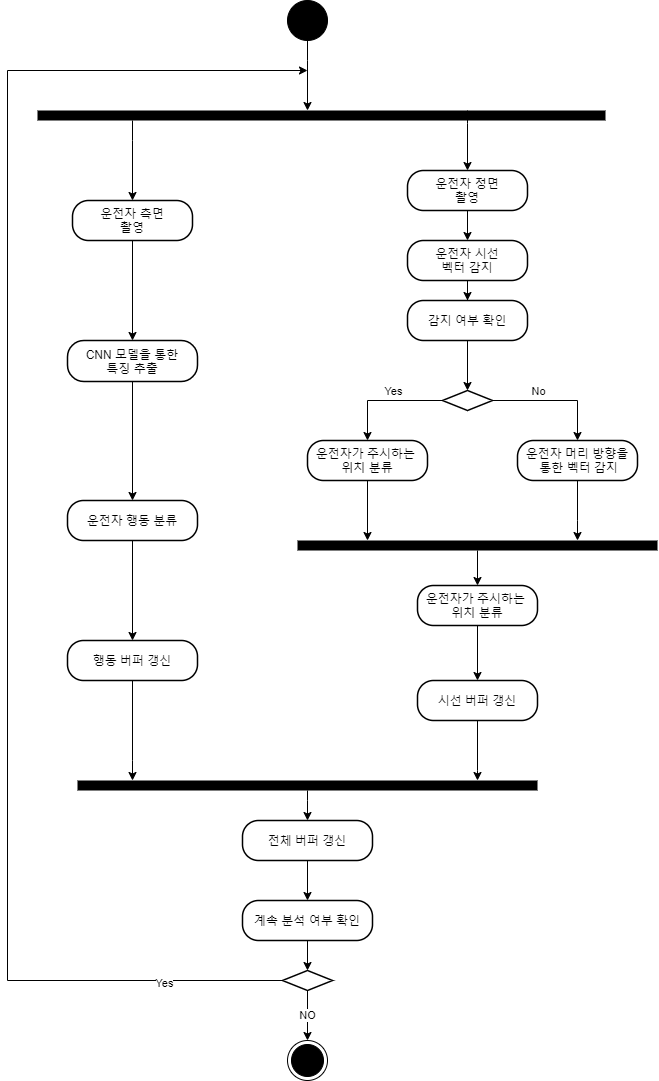 운전자 측면
촬영
운전자 정면
촬영
운전자 시선
벡터 감지
감지 여부 확인
CNN 모델을 통한
특징 추출
Yes
No
운전자가 주시하는
위치 분류
운전자 머리 방향을
통한 벡터 감지
운전자 행동 분류
운전자가 주시하는
위치 분류
행동 버퍼 갱신
시선 버퍼 갱신
전체 버퍼 갱신
계속 분석 여부 확인
Yes
NO